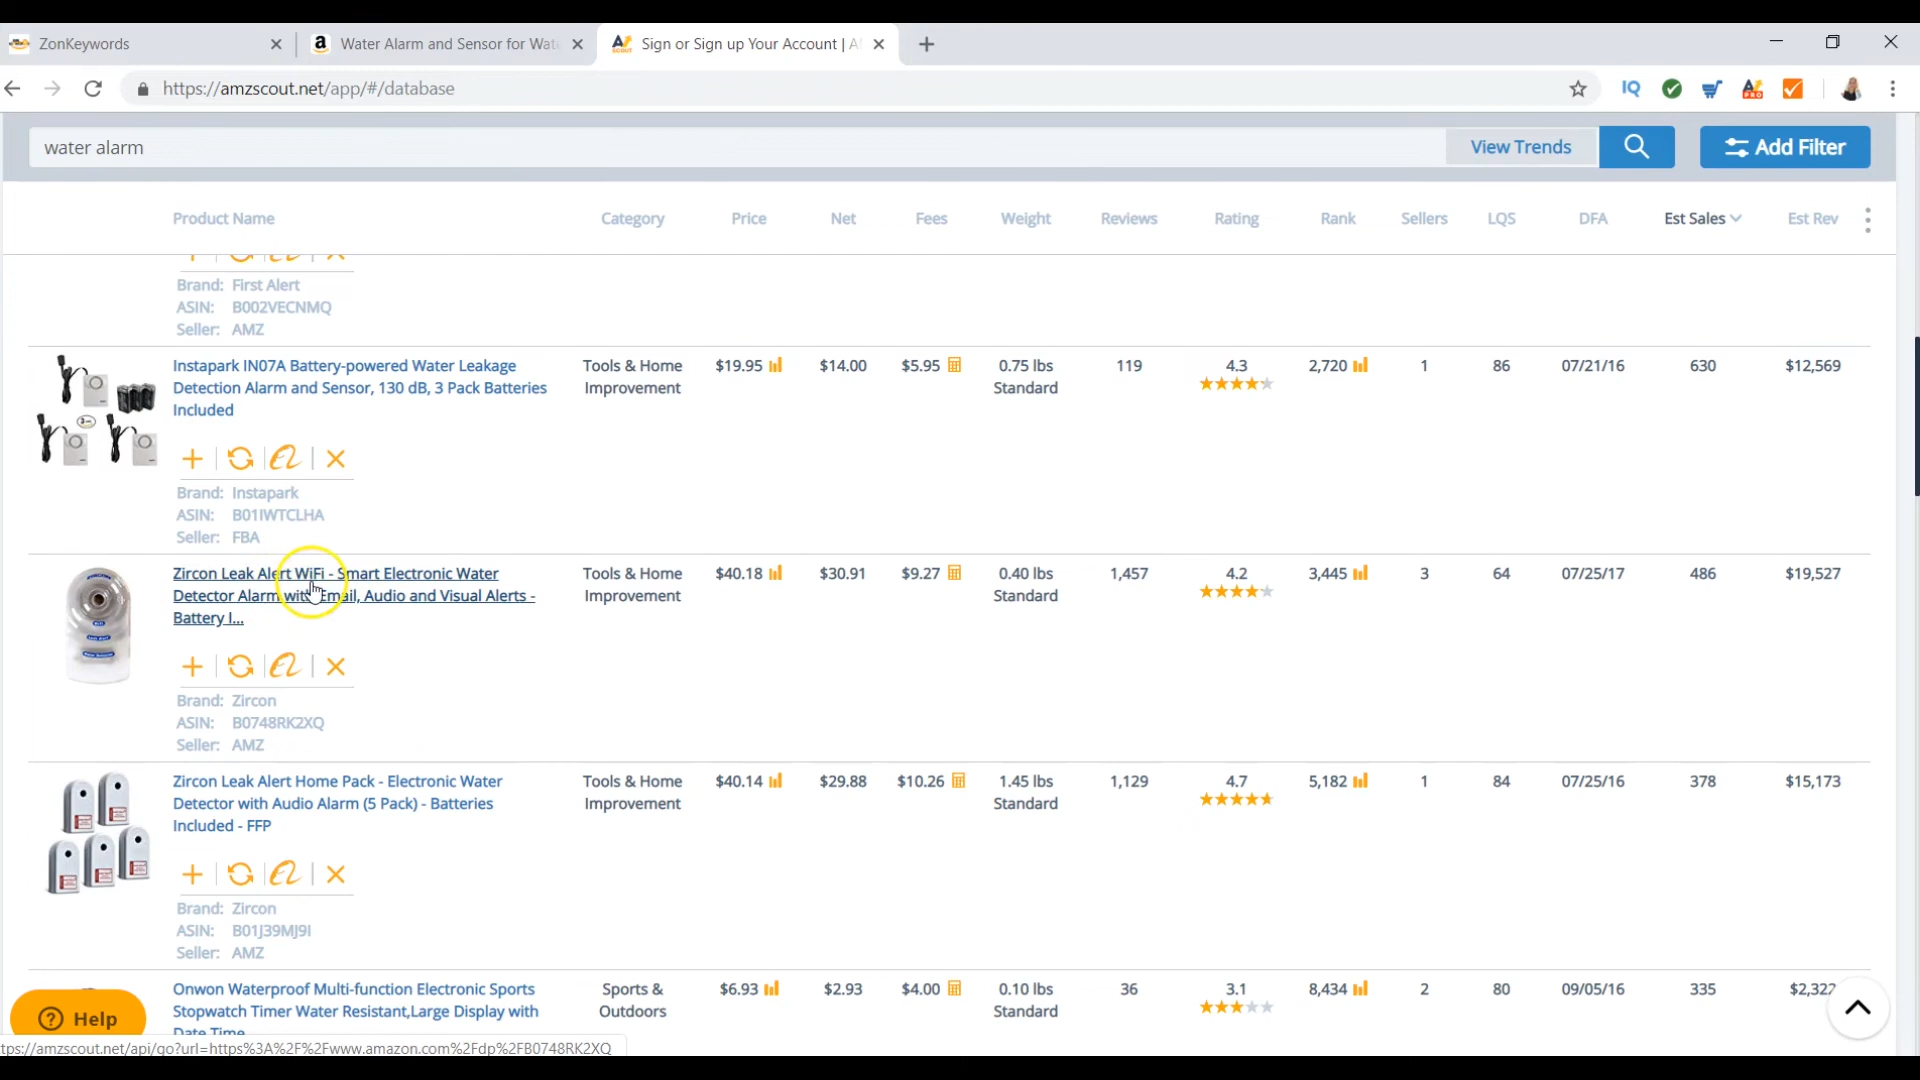 ZonKeywords
Water Alarm and Sensor for Wat
Sign or Sign up Your Account | A
https://amzscout.net/app/#/database
IQ
water alarm
View Trends
Add Filter
Product Name Category Price Net Fees Weight Reviews Rating Rank Sellers LQS DFA Est Sales Est Rev
Brand: First Alert
ASIN: B002VECNMQ
Seller: AMZ
Instapark IN07A Battery-powered Water Leakage Tools & Home $19.95 $14.00 $5.95 0.75 lbs 119 4.3 2,720 1 86 07/21/16 630 $12,569
Detection Alarm and Sensor, 130 dB, 3 Pack Batteries Improvement Standard
Included
Brand: Instapark
ASIN: B01IWTCLHA
Seller: FBA
Zircon Leak Alert WiFi - Smart Electronic Water Tools & Home $40.18 $30.91 $9.27 0.40 lbs 1,457 4.2 3,445 3 64 07/25/17 486 $19,527
Detector Alarm with Email, Audio and Visual Alerts - Improvement Standard
Battery I...
Brand: Zircon
ASIN: B0748RK2XQ
Seller: AMZ
Zircon Leak Alert Home Pack - Electronic Water Tools & Home $40.14 $29.88 $10.26 1.45 lbs 1,129 4.7 5,182 1 84 07/25/16 378 $15,173
Detector with Audio Alarm (5 Pack) - Batteries Improvement Standard
Included - FFP
Brand: Zircon
ASIN: B01J39MJ9I
Seller: AMZ
Onwon Waterproof Multi-function Electronic Sports Sports & $6.93 $2.93 $4.00 0.10 lbs 36 3.1 8,434 2 80 09/05/16 335 $2,322
Stopwatch Timer Water Resistant,Large Display with Outdoors Standard
Date Time
Help
tps://amzscout.net/api/go?url=https%3A%2F%2Fwww.amazon.com%2Fdp%2FB0748RK2XQ